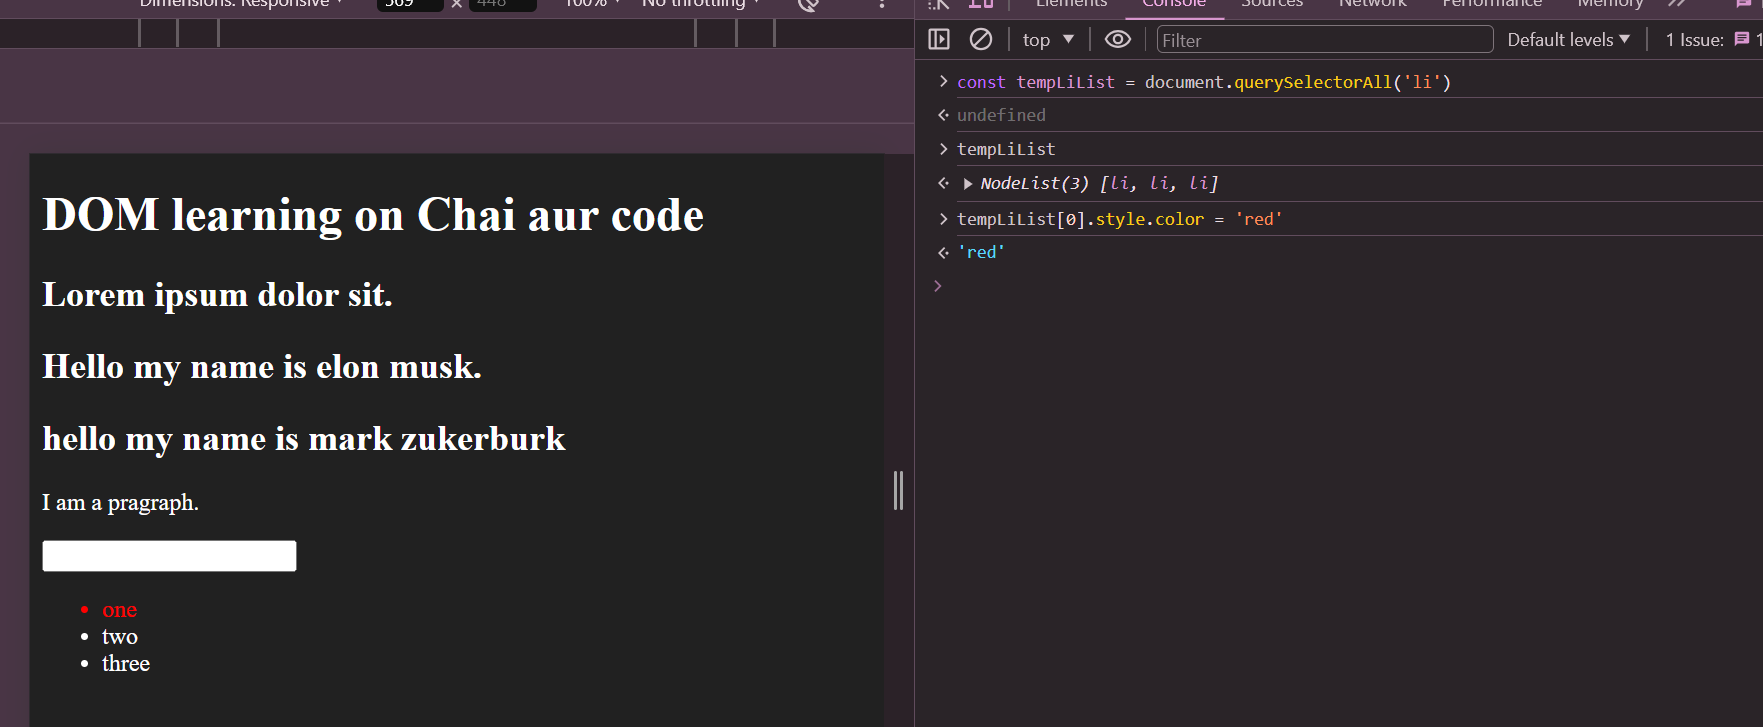 Dimensions: Responsive
569 × 448
100%
No throttling
DOM learning on Chai aur code
Lorem ipsum dolor sit.
Hello my name is elon musk.
hello my name is mark zukerburk
I am a pragraph.
one
two
three
Elements Console Sources Network Performance Memory
top Filter Default levels 1 Issue: 1
const tempLiList = document.querySelectorAll('li')
undefined
tempLiList
NodeList(3) [li, li, li]
tempLiList[0].style.color = 'red'
'red'